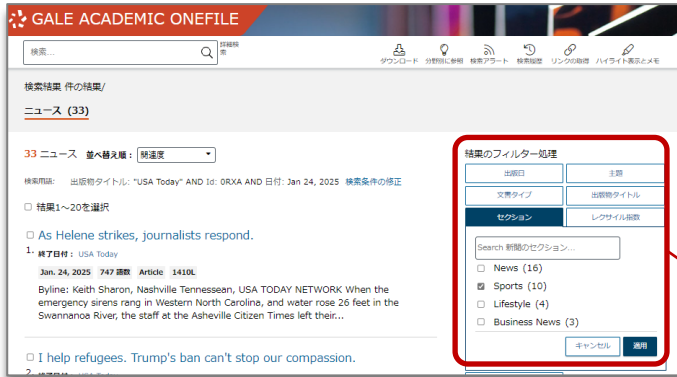 GALE ACADEMIC ONEFILE
検索...
詳細検索
ダウンロード 分野別に参照 検索アラート 検索履歴 リンクの取得 ハイライト表示とメモ
検索結果 件の結果/
ニュース (33)
33 ニュース 並べ替え順： 関連度
検索用語: 出版物タイトル: "USA Today" AND Id: 0RXA AND 日付: Jan 24, 2025 検索条件の修正
結果1～20を選択
As Helene strikes, journalists respond.
1. 終了日付： USA Today
Jan. 24, 2025 747 語数 Article 1410L
Byline: Keith Sharon, Nashville Tennessean, USA TODAY NETWORK When the
emergency sirens rang in Western North Carolina, and water rose 26 feet in the
Swannanoa River, the staff at the Asheville Citizen Times left their...
I help refugees. Trump's ban can't stop our compassion.
2.
結果のフィルター処理
出版日 主題
文書タイプ 出版物タイトル
セクション レクサイル指数
Search 新聞のセクション...
News (16)
Sports (10)
Lifestyle (4)
Business News (3)
キャンセル 適用